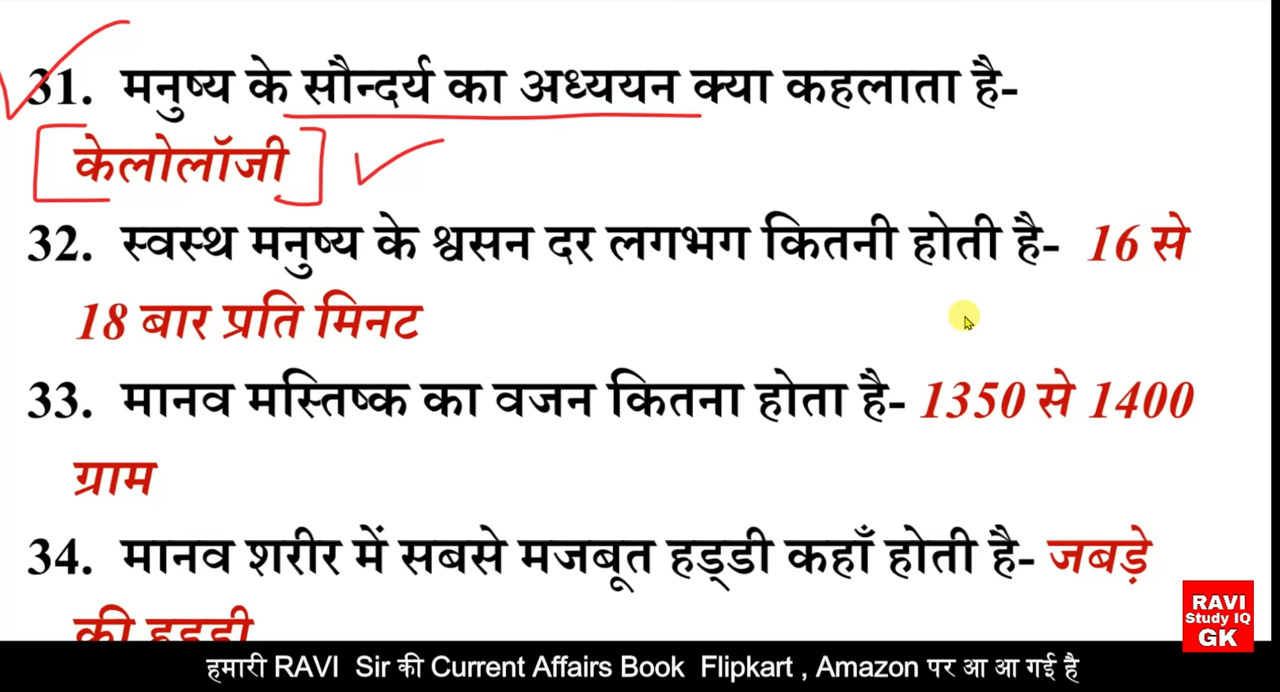 31. मनुष्य के सौन्दर्य का अध्ययन क्या कहलाता है-
केलोलॉजी
32. स्वस्थ मनुष्य के श्वसन दर लगभग कितनी होती है- 16 से
18 बार प्रति मिनट
33. मानव मस्तिष्क का वजन कितना होता है- 1350 से 1400
ग्राम
34. मानव शरीर में सबसे मजबूत हड्डी कहाँ होती है- जबड़े
की हड्डी
RAVI
Study IQ
GK
हमारी RAVI Sir की Current Affairs Book Flipkart , Amazon पर आ आ गई है